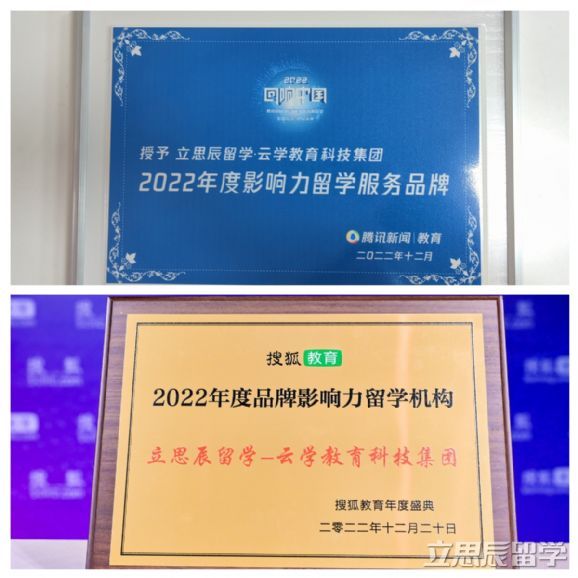 2022
回响中国
授予 立思辰留学·云学教育科技集团
2022年度影响力留学服务品牌
腾讯新闻|教育
二〇二二年十二月
搜狐 教育
2022年度品牌影响力留学机构
立思辰留学–云学教育科技集团
搜狐教育年度盛典
二零二二年十二月二十日
立思辰留学